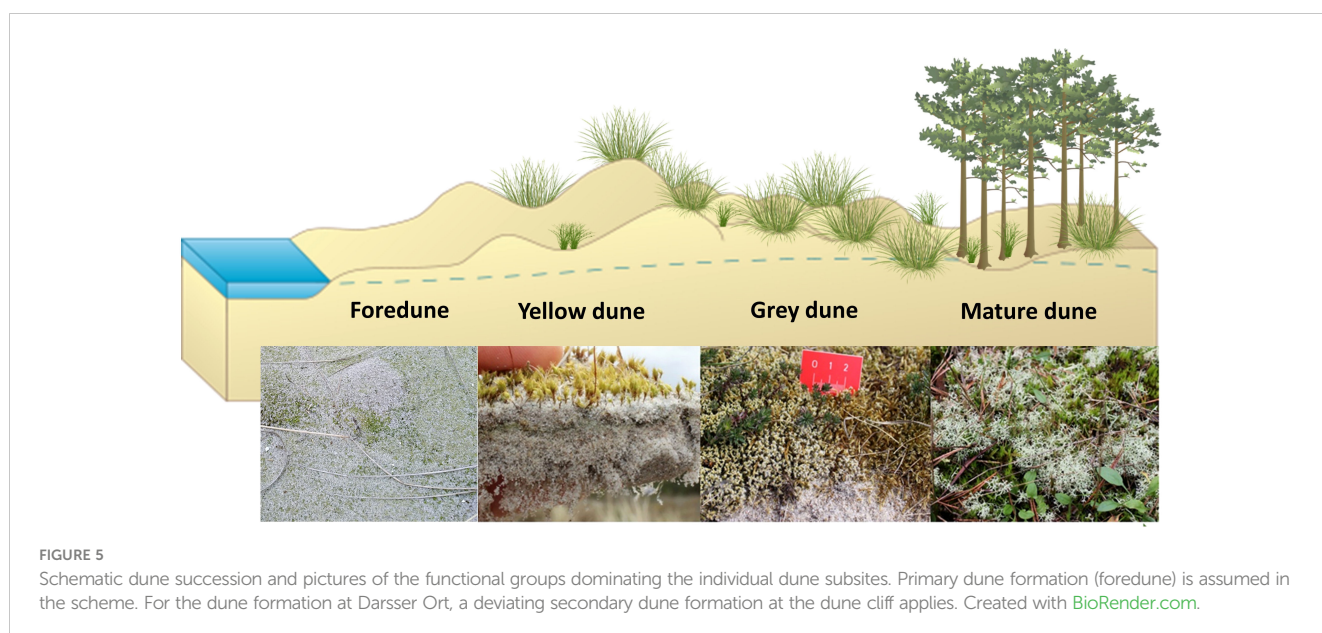 Foredune
Yellow dune
Grey dune
Mature dune
0 1 2
FIGURE 5
Schematic dune succession and pictures of the functional groups dominating the individual dune subsites. Primary dune formation (foredune) is assumed in
the scheme. For the dune formation at Darsser Ort, a deviating secondary dune formation at the dune cliff applies. Created with BioRender.com.